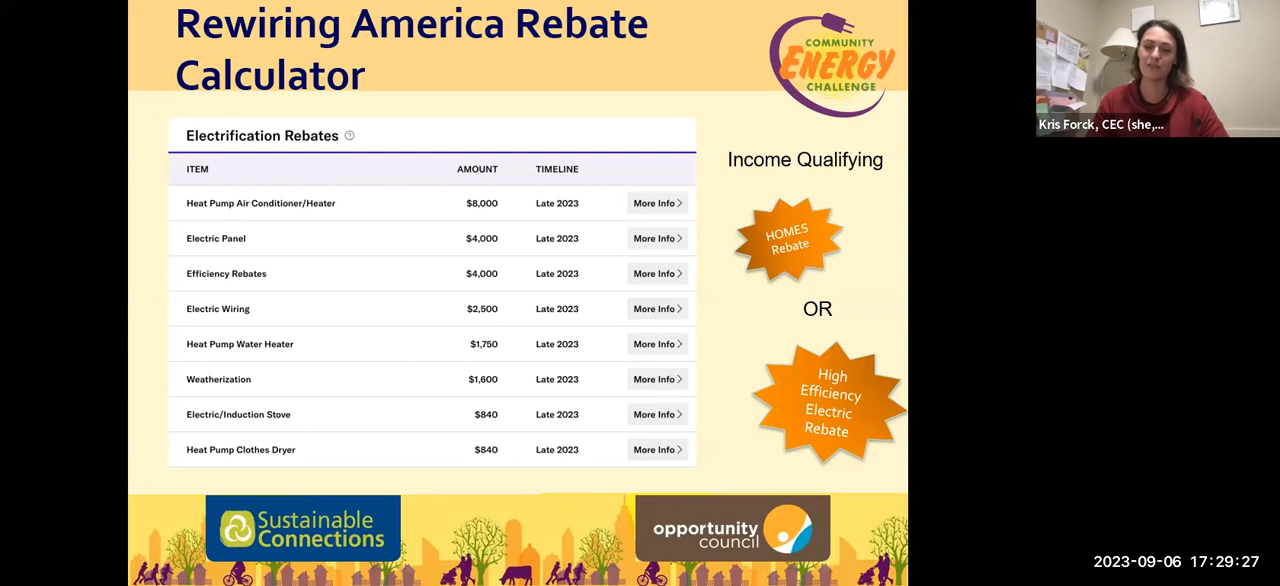 Rewiring America Rebate
Calculator
COMMUNITY
ENERGY
CHALLENGE
Kris Forck, CEC (she,...
Electrification Rebates ?
ITEM AMOUNT TIMELINE
Heat Pump Air Conditioner/Heater $8,000 Late 2023 More Info >
Electric Panel $4,000 Late 2023 More Info >
Efficiency Rebates $4,000 Late 2023 More Info >
Electric Wiring $2,500 Late 2023 More Info >
Heat Pump Water Heater $1,750 Late 2023 More Info >
Weatherization $1,600 Late 2023 More Info >
Electric/Induction Stove $840 Late 2023 More Info >
Heat Pump Clothes Dryer $840 Late 2023 More Info >
Income Qualifying
HOMES
Rebate
OR
High
Efficiency
Electric
Rebate
Sustainable
Connections
opportunity
council
2023-09-06 17:29:27